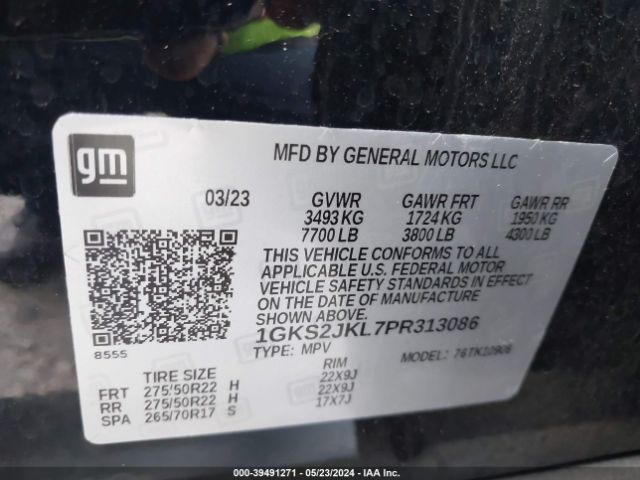 gm
MFD BY GENERAL MOTORS LLC
03/23 GVWR GAWR FRT GAWR RR
3493 KG 1724 KG 1950 KG
7700 LB 3800 LB 4300 LB
THIS VEHICLE CONFORMS TO ALL
APPLICABLE U.S. FEDERAL MOTOR
VEHICLE SAFETY STANDARDS IN EFFECT
ON THE DATE OF MANUFACTURE
1GKS2JKL7PR313086
8555
TYPE: MPV MODEL:
TIRE SIZE RIM
FRT 275/50R22 H 22X9J
RR 275/50R22 H 22X9J
SPA 265/70R17 S 17X7J
000-39491271 - 05/23/2024 - IAA Inc.